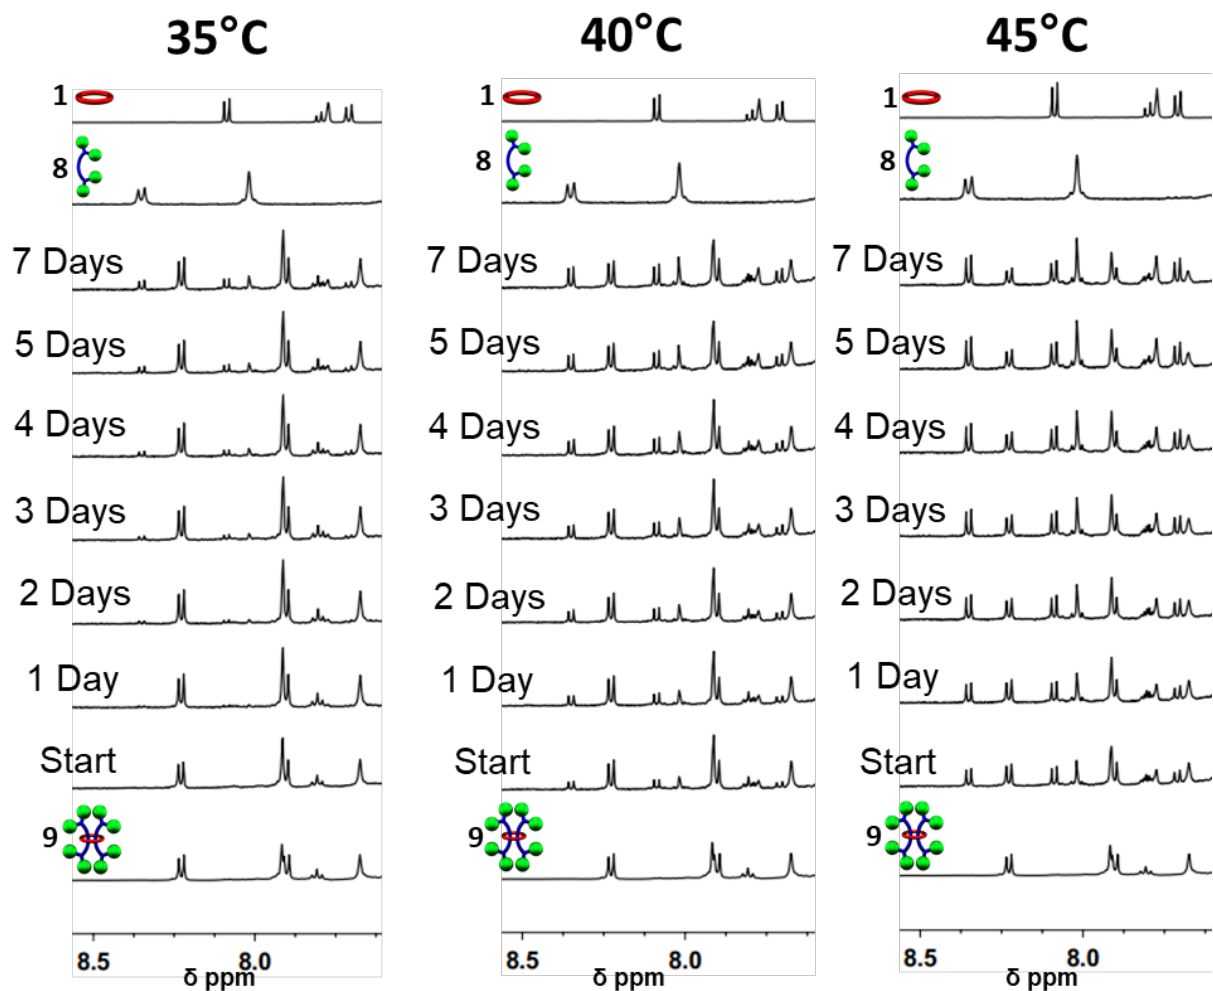 35°C
40°C
45°C
1
1
1
8
8
8
7 Days
7 Days
7 Days
5 Days
5 Days
5 Days
4 Days
4 Days
4 Days
3 Days
3 Days
3 Days
2 Days
2 Days
2 Days
1 Day
1 Day
1 Day
Start
Start
Start
9
9
9
8.5 8.0
8.5 8.0
8.5 8.0
δ ppm
δ ppm
δ ppm